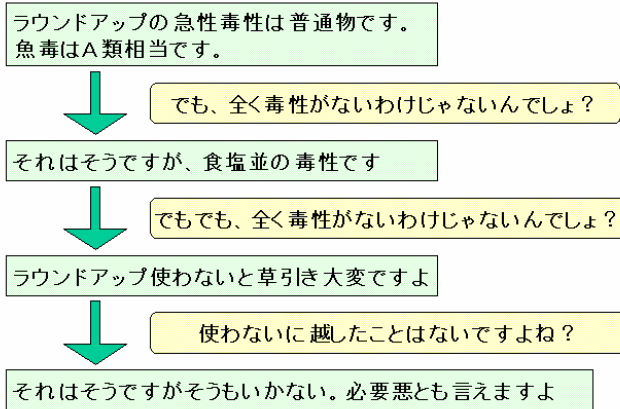 ラウンドアップの急性毒性は普通物です。
魚毒はA類相当です。
でも、全く毒性がないわけじゃないんでしょ？
それはそうですが、食塩並の毒性です
でもでも、全く毒性がないわけじゃないんでしょ？
ラウンドアップ使わないと草引き大変ですよ
使わないに越したことはないですよね？
それはそうですがそうもいかない。必要悪とも言えますよ